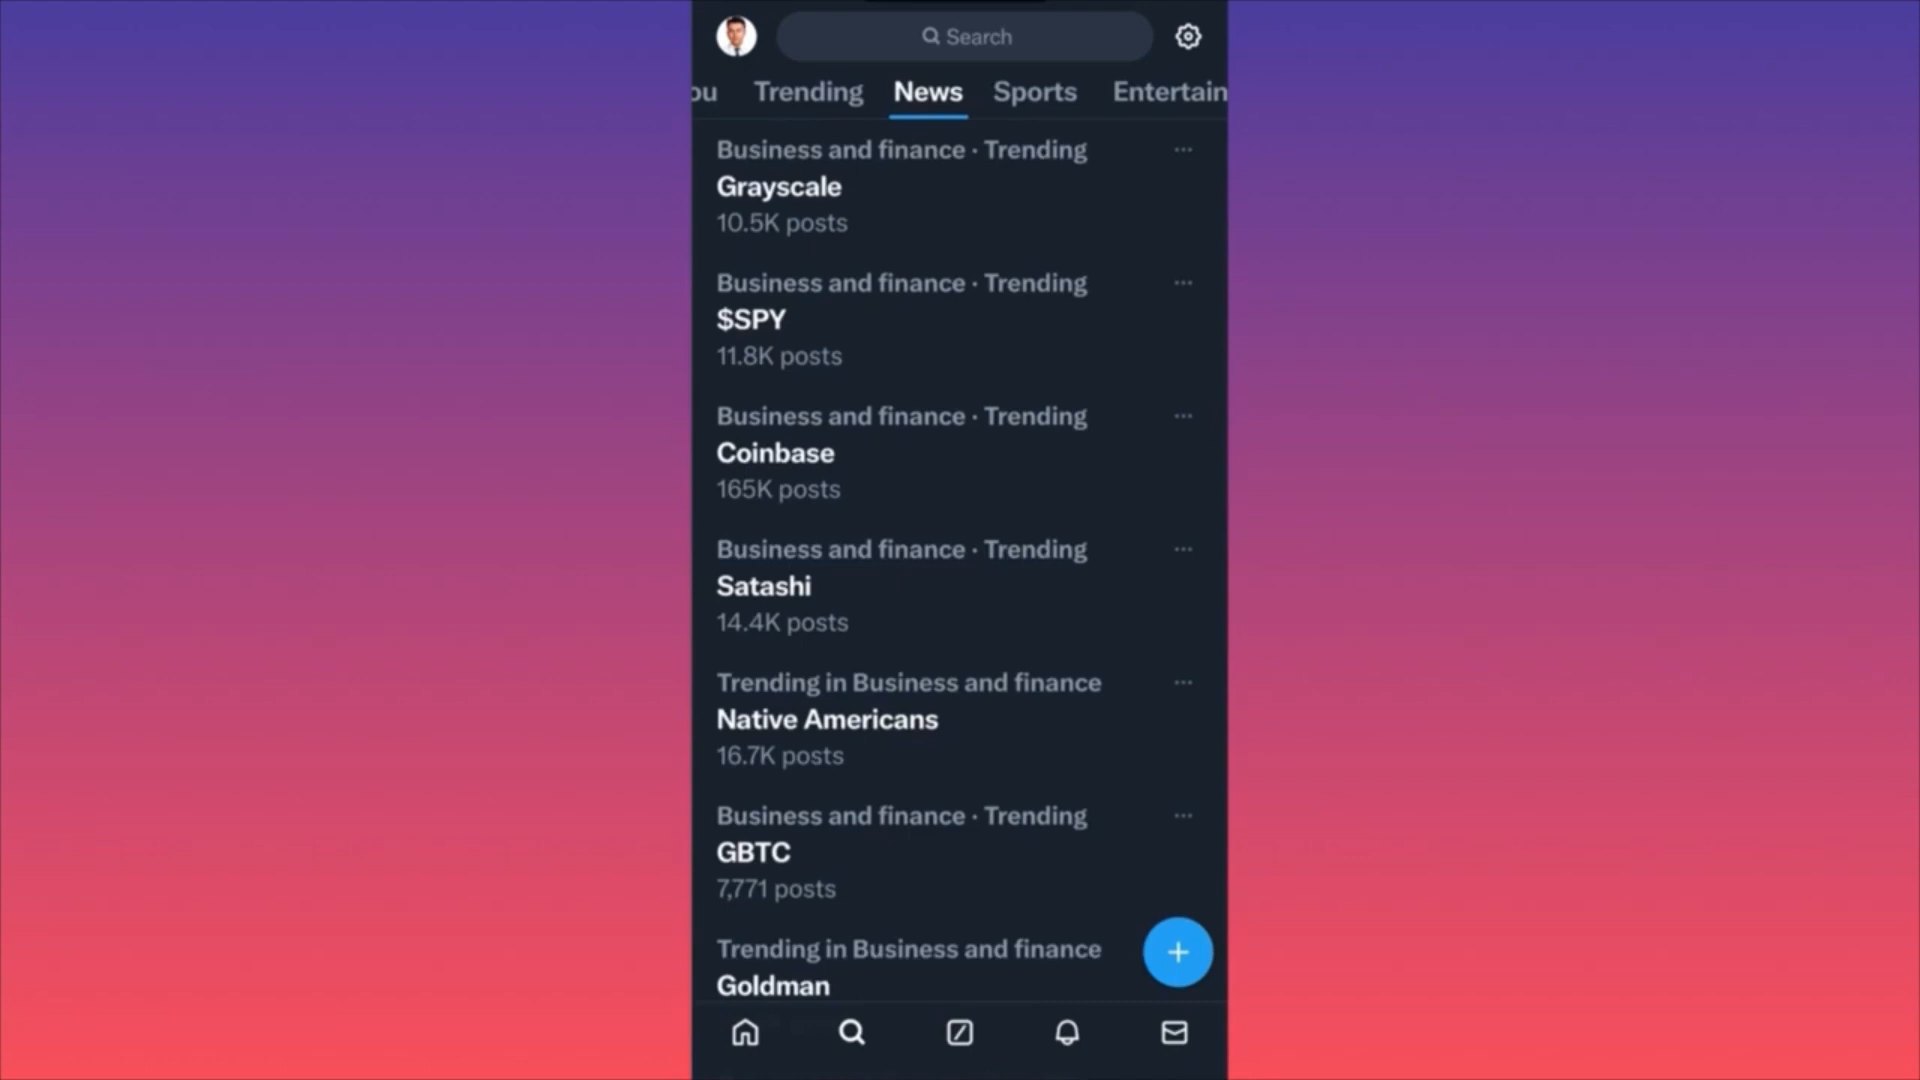 Search
ou Trending News Sports Entertain
Business and finance · Trending
Grayscale
10.5K posts
Business and finance · Trending
$SPY
11.8K posts
Business and finance · Trending
Coinbase
165K posts
Business and finance · Trending
Satashi
14.4K posts
Trending in Business and finance
Native Americans
16.7K posts
Business and finance · Trending
GBTC
7,771 posts
Trending in Business and finance
Goldman